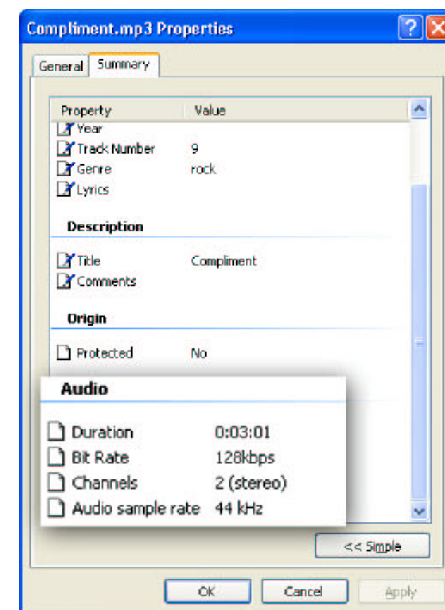 Compliment.mp3 Properties
General Summary
Property Value
Year
Track Number 9
Genre rock
Lyrics
Description
Title Compliment
Comments
Origin
Protected No
Audio
Duration 0:03:01
Bit Rate 128kbps
Channels 2 (stereo)
Audio sample rate 44 kHz
<< Simple
OK Cancel Apply